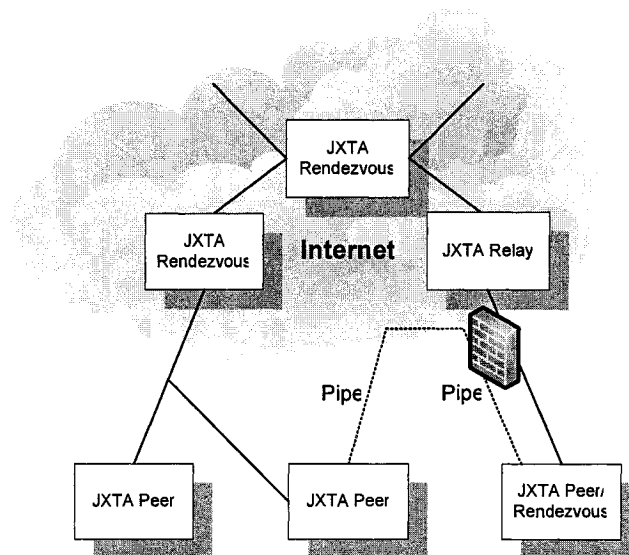 JXTA
Rendezvous
JXTA
Rendezvous
Internet
JXTA Relay
Pipe
Pipe
JXTA Peer
JXTA Peer
JXTA Peer/
Rendezvous